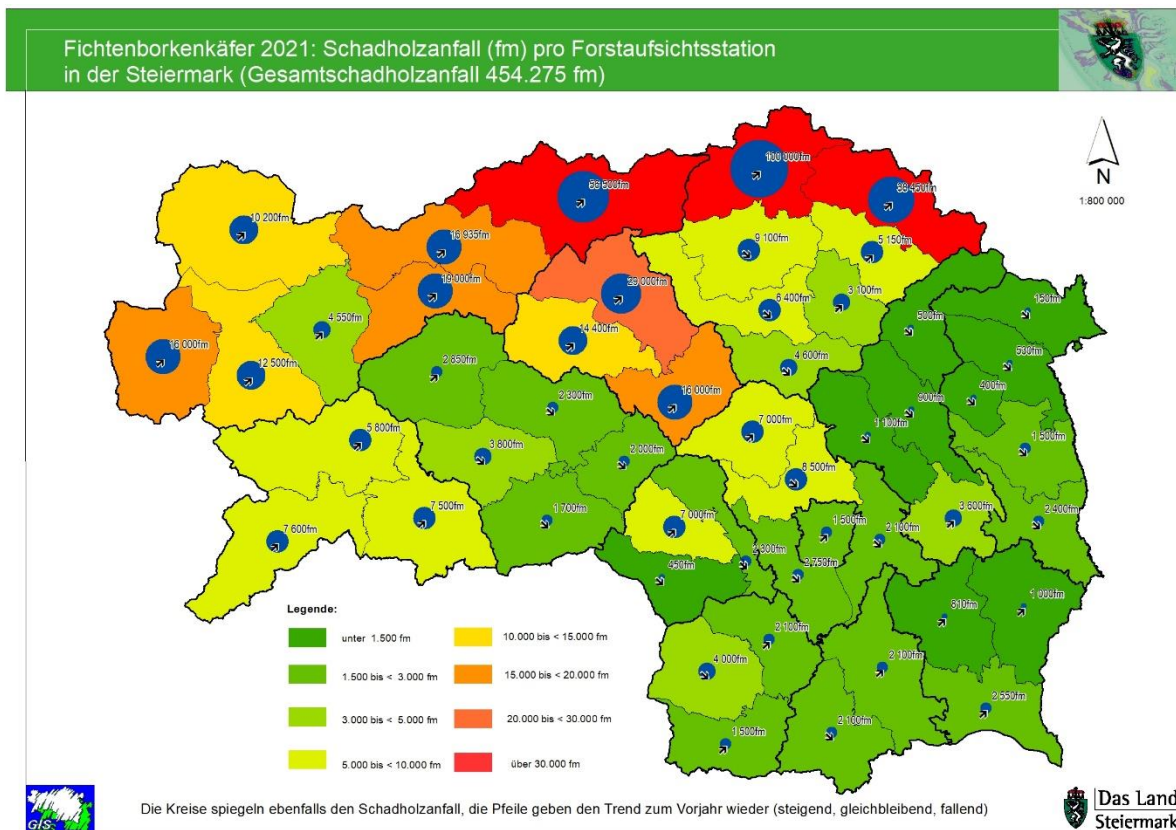 Fichtenborkenkäfer 2021: Schadholzanfall (fm) pro Forstaufsichtsstation
in der Steiermark (Gesamtschadholzanfall 454.275 fm)
N
1:800 000
100 000fm
56 500fm
38 450fm
10 200fm
16 935fm
9 100fm
5 150fm
19 000fm
29 000fm
3 100fm
6 400fm
150fm
4 550fm
500fm
14 400fm
16 000fm
12 500fm
4 600fm
500fm
2 850fm
400fm
16 000fm
2 300fm
900fm
7 000fm
1 100fm
5 800fm
3 800fm
2 000fm
1 500fm
8 500fm
7 500fm
1 700fm
7 000fm
3 600fm
2 400fm
7 600fm
1 500fm
2 100fm
2 300fm
2 750fm
450fm
810fm
1 000fm
2 100fm
4 000fm
2 100fm
2 550fm
1 500fm
2 100fm
Legende:
unter 1.500 fm
10.000 bis < 15.000 fm
1.500 bis < 3.000 fm
15.000 bis < 20.000 fm
3.000 bis < 5.000 fm
20.000 bis < 30.000 fm
5.000 bis < 10.000 fm
über 30.000 fm
GIS
Die Kreise spiegeln ebenfalls den Schadholzanfall, die Pfeile geben den Trend zum Vorjahr wieder (steigend, gleichbleibend, fallend)
Das Land
Steiermark